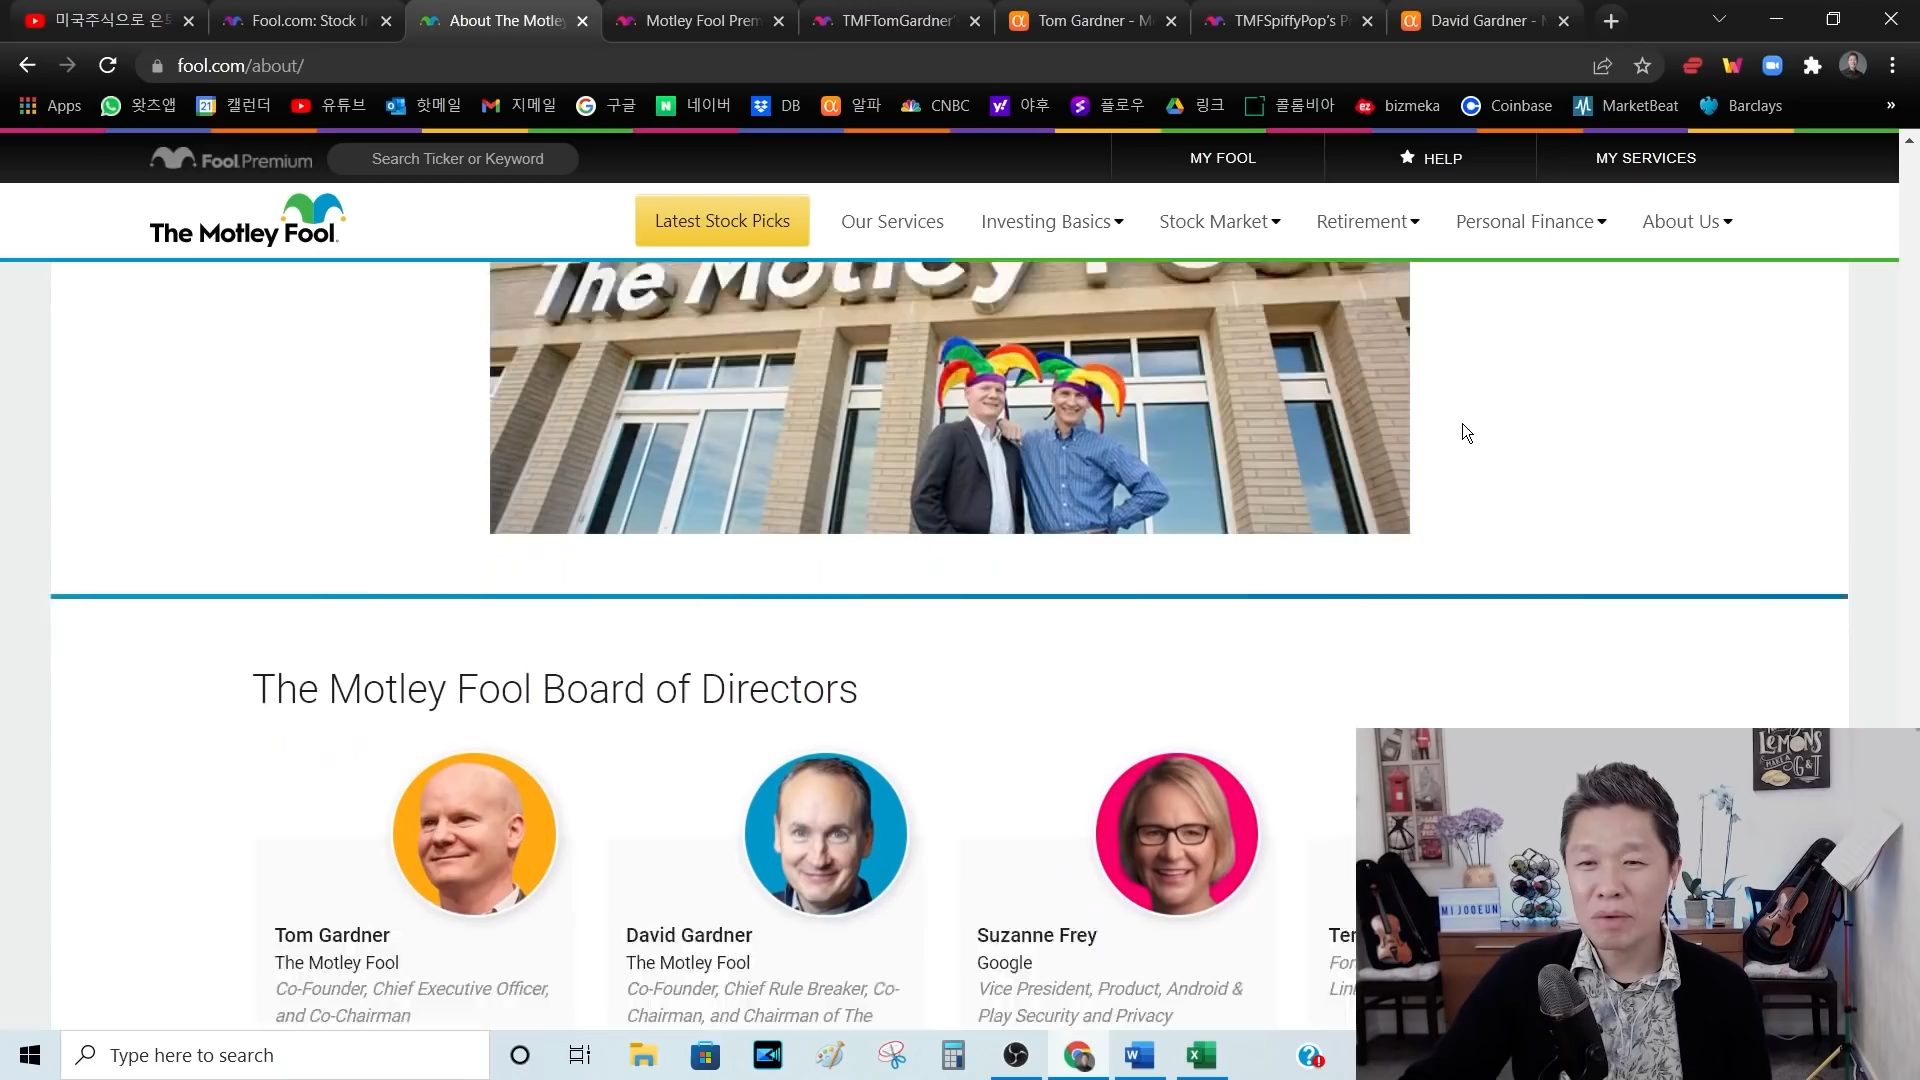 미국주식으로 은퇴
Fool.com: Stock I
About The Motley
Motley Fool Prem
TMFTomGardner'
Tom Gardner - M
TMFSpiffyPop's P
David Gardner -
fool.com/about/
Apps
왓츠앱
21
캘린더
유튜브
핫메일
지메일
구글
네이버
DB
알파
CNBC
야후
플로우
링크
콜롬비아
bizmeka
Coinbase
MarketBeat
Barclays
»
Fool Premium
Search Ticker or Keyword
MY FOOL
HELP
MY SERVICES
The Motley Fool.
Latest Stock Picks
Our Services
Investing Basics
Stock Market
Retirement
Personal Finance
About Us
The Motley
The Motley Fool Board of Directors
Tom Gardner
The Motley Fool
Co-Founder, Chief Executive Officer,
and Co-Chairman
David Gardner
The Motley Fool
Co-Founder, Chief Rule Breaker, Co-
Chairman, and Chairman of The
Suzanne Frey
Google
Vice President, Product, Android &
Play Security and Privacy
LEMONS
MAKE A
G&T
MIJOOEUN
Type here to search